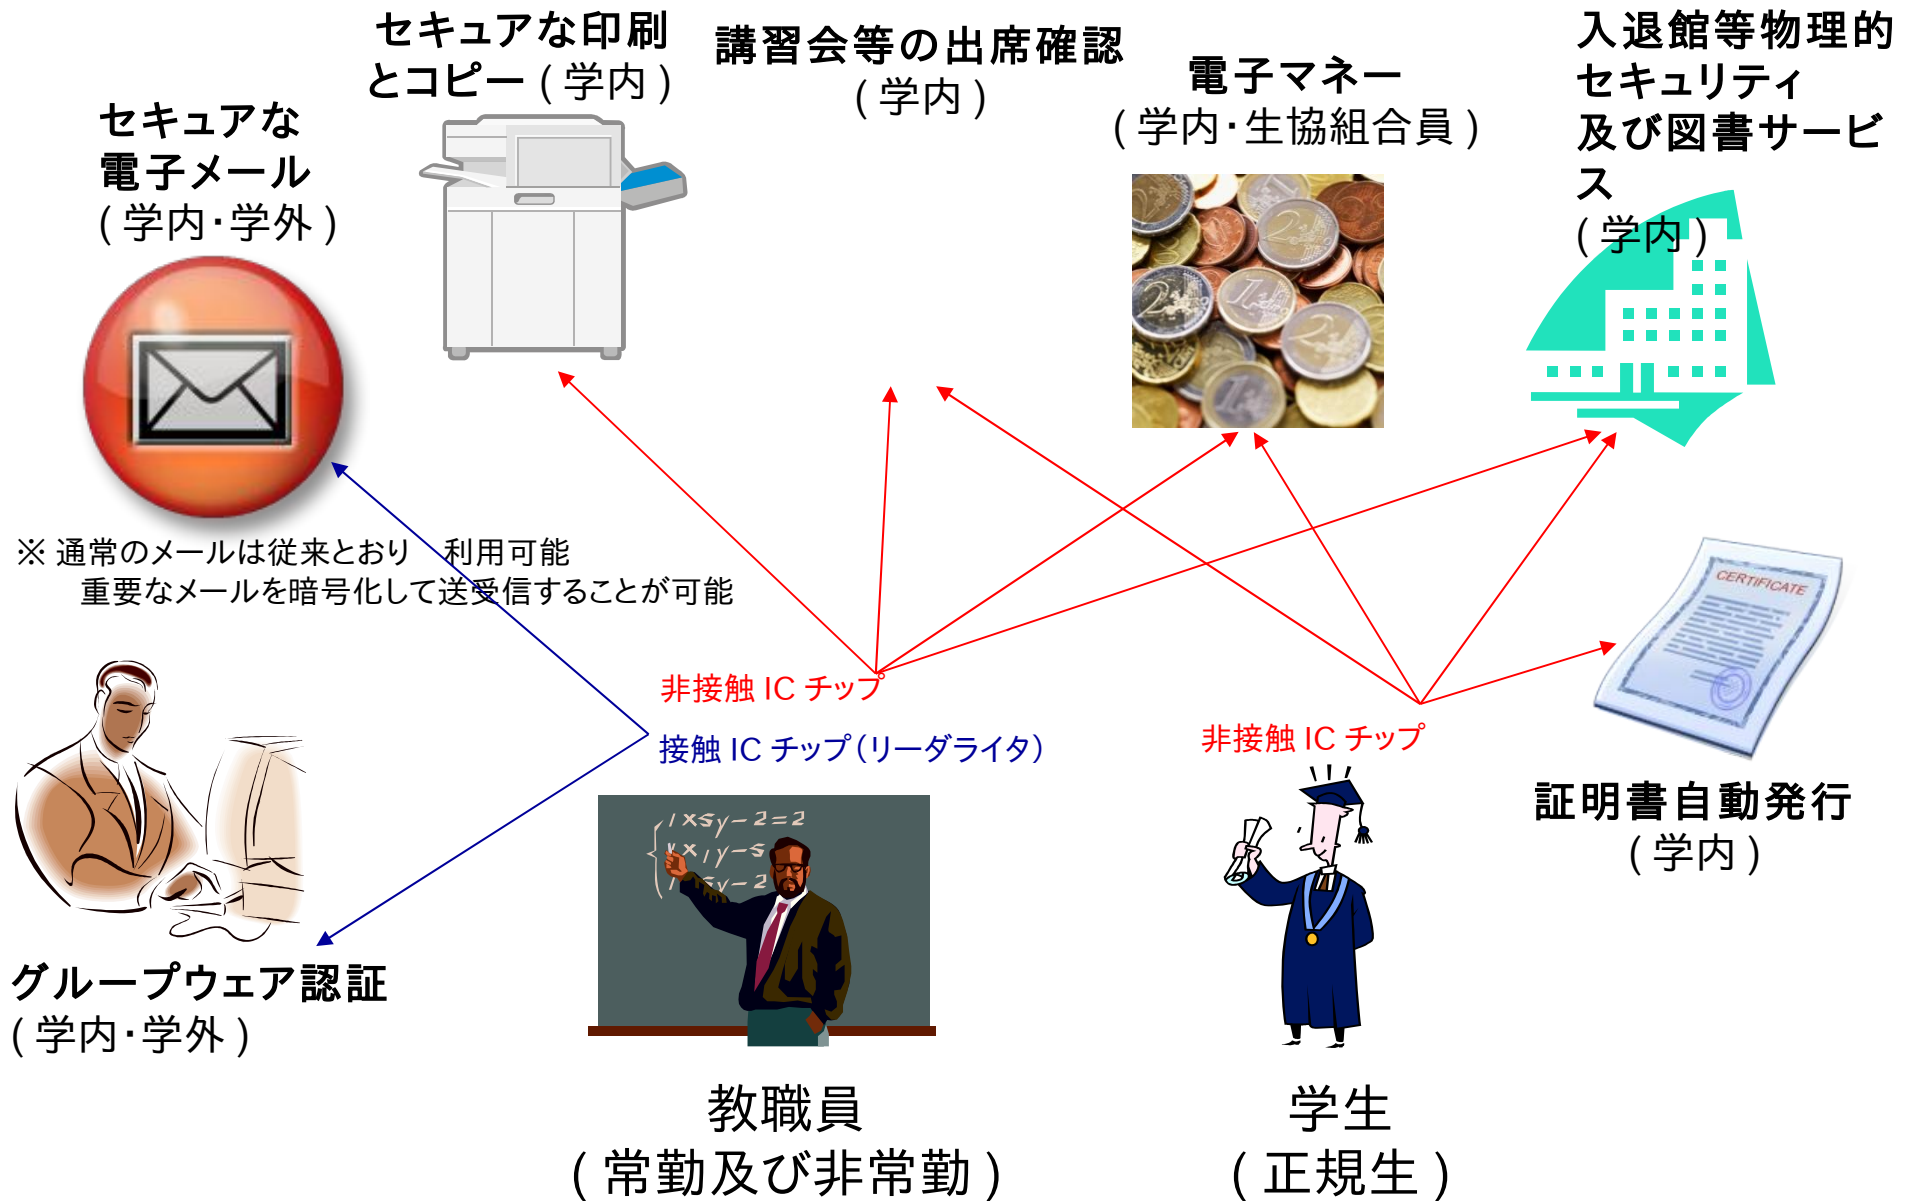 セキュアな印刷
とコピー ( 学内 )
講習会等の出席確認
( 学内 )
電子マネー
( 学内・生協組合員 )
入退館等物理的
セキュリティ
及び図書サービ
ス
( 学内 )
セキュアな
電子メール
( 学内・学外 )
※ 通常のメールは従来とおり　利用可能
重要なメールを暗号化して送受信することが可能
CERTIFICATE
非接触 IC チップ
接触 IC チップ（リーダライタ）
非接触 IC チップ
証明書自動発行
( 学内 )
グループウェア認証
( 学内・学外 )
教職員
( 常勤及び非常勤 )
学生
( 正規生 )